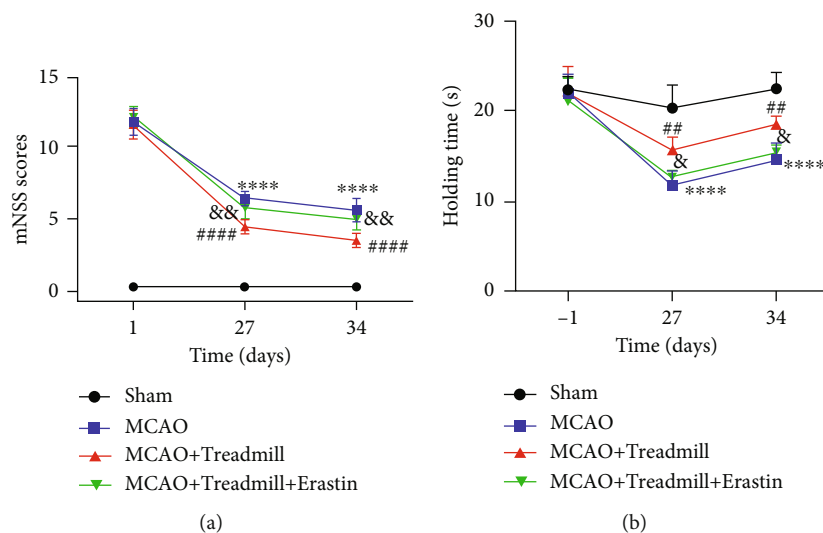 15
10
5
0
mNSS scores
****
****
&&
&&
####
####
1
27
34
Time (days)
Sham
MCAO
MCAO+Treadmill
MCAO+Treadmill+Erastin
(a)
30
20
10
0
Holding time (s)
##
##
&
&
****
****
–1
27
34
Time (days)
Sham
MCAO
MCAO+Treadmill
MCAO+Treadmill+Erastin
(b)